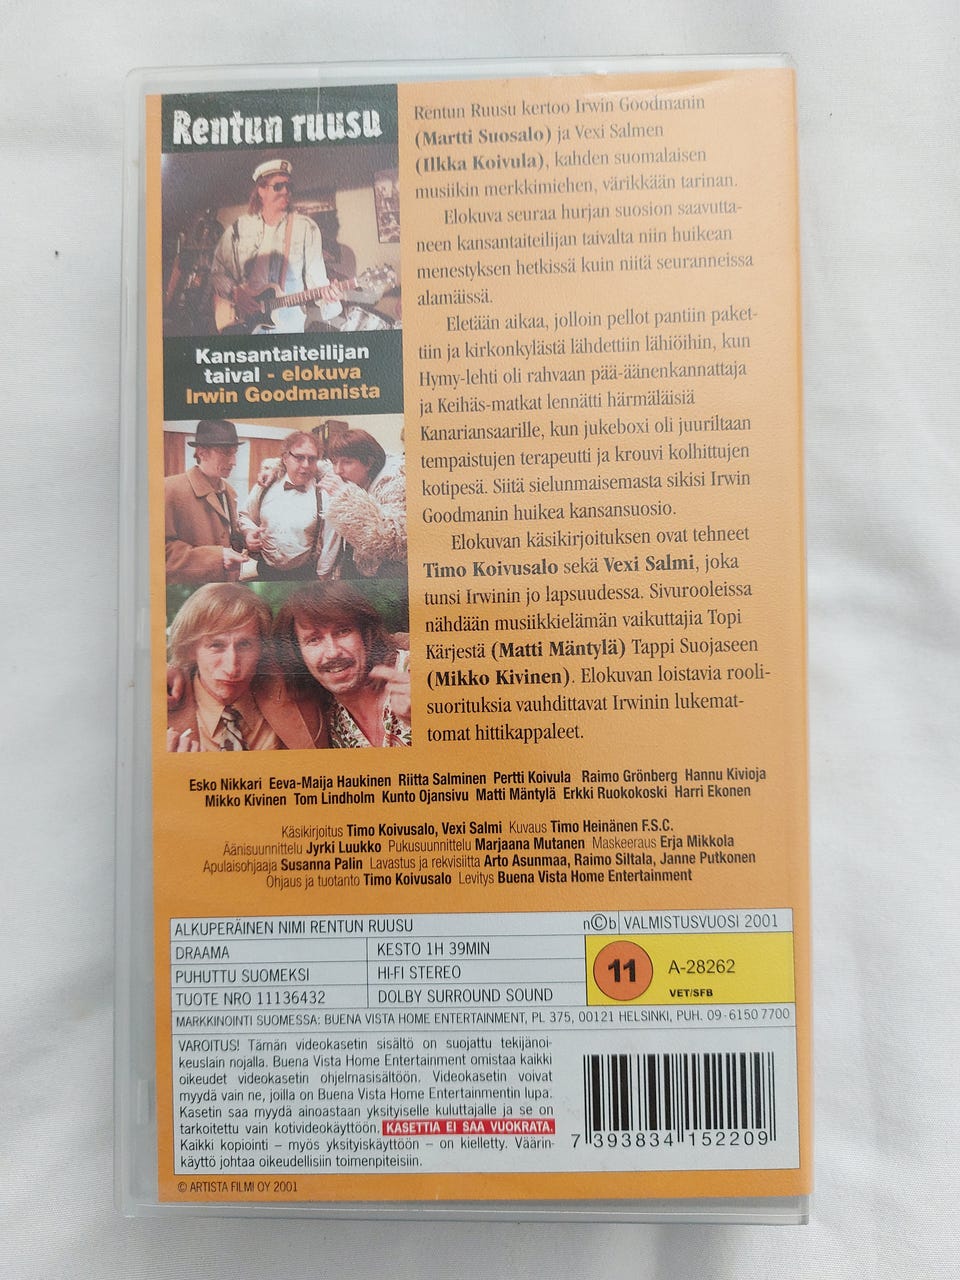 Rentun ruusu
Kansantaiteilijan
taival - elokuva
Irwin Goodmanista
Rentun Ruusu kertoo Irwin Goodmanin
(Martti Suosalo) ja Vexi Salmen
(Ilkka Koivula), kahden suomalaisen
musiikin merkkimiehen, värikkään tarinan.
Elokuva seuraa hurjan suosion saavutta-
neen kansantaiteilijan taivalta niin huikean
menestyksen hetkissä kuin niitä seuranneissa
alamäissä.
Eletään aikaa, jolloin pellot pantiin paket-
tiin ja kirkonkylästä lähdettiin lähiöihin, kun
Hymy-lehti oli rahvaan pää-äänenkannattaja
ja Keihäs-matkat lennätti härmäläisiä
Kanariansaarille, kun jukeboxi oli juuriltaan
tempaistujen terapeutti ja krouvi kolhittujen
kotipesä. Siitä sielunmaisemasta sikisi Irwin
Goodmanin huikea kansansuosio.
Elokuvan käsikirjoituksen ovat tehneet
Timo Koivusalo sekä Vexi Salmi, joka
tunsi Irwinin jo lapsuudessa. Sivurooleissa
nähdään musiikkielämän vaikuttajia Topi
Kärjestä (Matti Mäntylä) Tappi Suojaseen
(Mikko Kivinen). Elokuvan loistavia rooli-
suorituksia vauhdittavat Irwinin lukemat-
tomat hittikappaleet.
Esko Nikkari Eeva-Maija Haukinen Riitta Salminen Pertti Koivula Raimo Grönberg Hannu Kivioja
Mikko Kivinen Tom Lindholm Kunto Ojansivu Matti Mäntylä Erkki Ruokokoski Harri Ekonen
Käsikirjoitus Timo Koivusalo, Vexi Salmi Kuvaus Timo Heinänen F.S.C.
Äänisuunnittelu Jyrki Luukko Pukusuunnittelu Marjaana Mutanen Maskeeraus Erja Mikkola
Apulaisohjaaja Susanna Palin Lavastus ja rekvisiitta Arto Asunmaa, Raimo Siltala, Janne Putkonen
Ohjaus ja tuotanto Timo Koivusalo Levitys Buena Vista Home Entertainment
ALKUPERÄINEN NIMI RENTUN RUUSU
n©b VALMISTUSVUOSI 2001
DRAAMA
KESTO 1H 39MIN
PUHUTTU SUOMEKSI
HI-FI STEREO
TUOTE NRO 11136432
DOLBY SURROUND SOUND
11
A-28262
VET/SFB
MARKKINOINTI SUOMESSA: BUENA VISTA HOME ENTERTAINMENT, PL 375, 00121 HELSINKI, PUH. 09-6150 7700
VAROITUS! Tämän videokasetin sisältö on suojattu tekijänoi-
keuslain nojalla. Buena Vista Home Entertainment omistaa kaikki
oikeudet videokasetin ohjelmasisältöön. Videokasetin voivat
myydä vain ne, joilla on Buena Vista Home Entertainmentin lupa.
Kasetin saa myydä ainoastaan yksityiselle kuluttajalle ja se on
tarkoitettu vain kotivideokäyttöön. KASETTIA EI SAA VUOKRATA.
Kaikki kopiointi – myös yksityiskäyttöön – on kielletty. Väärin-
käyttö johtaa oikeudellisiin toimenpiteisiin.
7 393834 152209
© ARTISTA FILMI OY 2001